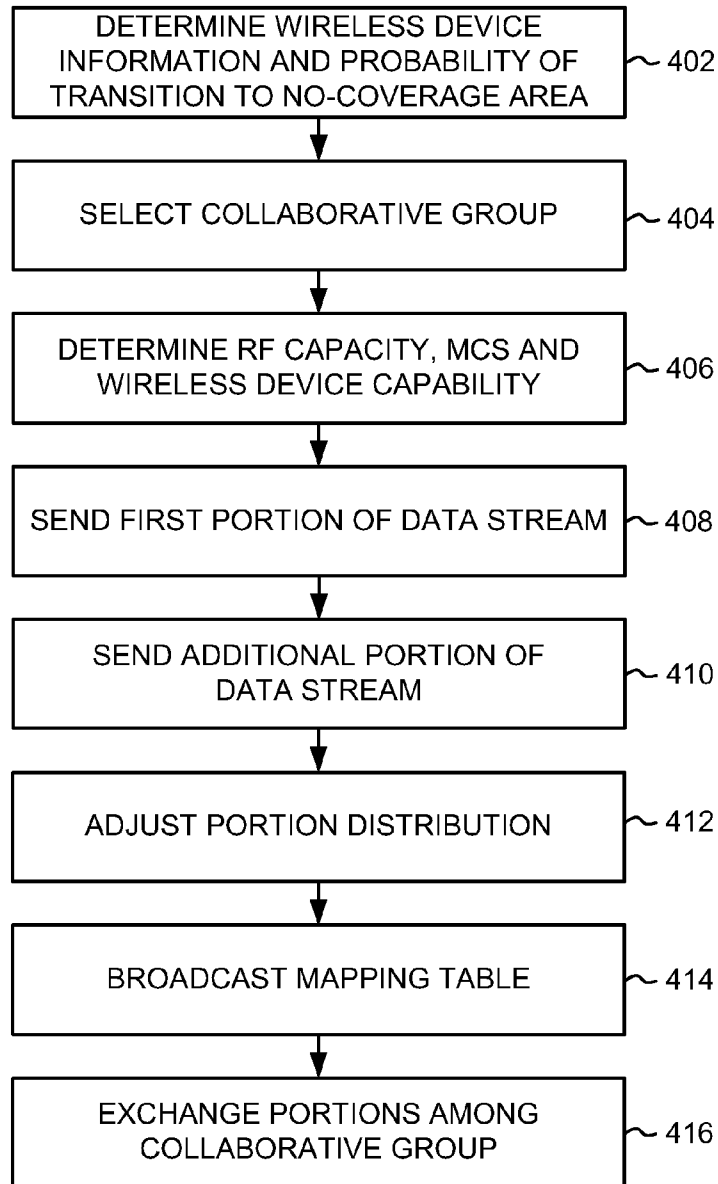 DETERMINE WIRELESS DEVICE
INFORMATION AND PROBABILITY OF
TRANSITION TO NO-COVERAGE AREA
402
SELECT COLLABORATIVE GROUP
404
DETERMINE RF CAPACITY, MCS AND
WIRELESS DEVICE CAPABILITY
406
SEND FIRST PORTION OF DATA STREAM
408
SEND ADDITIONAL PORTION OF
DATA STREAM
410
ADJUST PORTION DISTRIBUTION
412
BROADCAST MAPPING TABLE
414
EXCHANGE PORTIONS AMONG
COLLABORATIVE GROUP
416